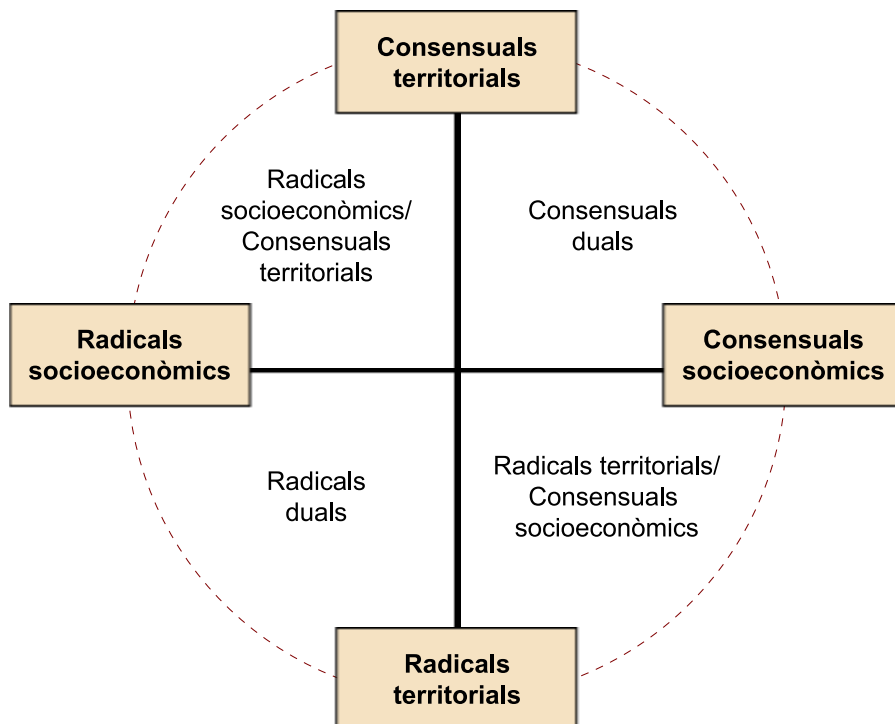 Consensuals
territorials
Radicals
socioeconòmics/
Consensuals
territorials
Consensuals
duals
Radicals
socioeconòmics
Consensuals
socioeconòmics
Radicals
duals
Radicals territorials/
Consensuals
socioeconòmics
Radicals
territorials